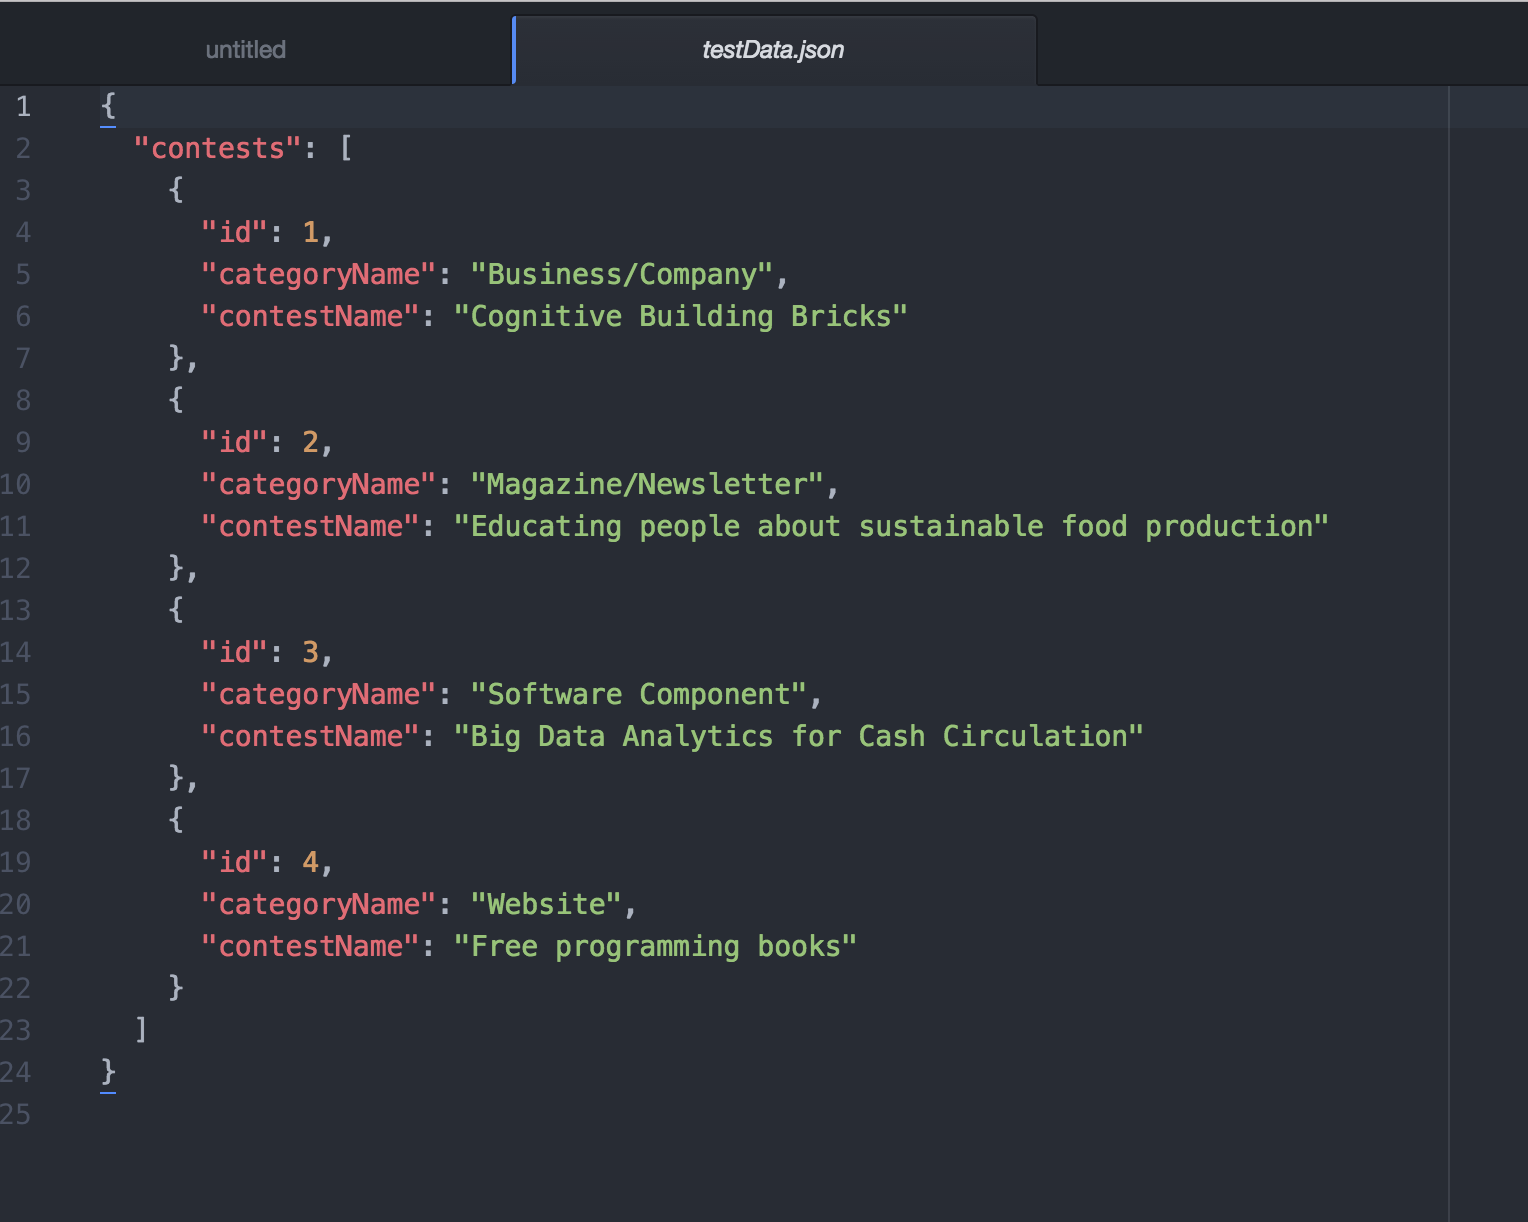 untitled
testData.json
1 {
2 "contests": [
3 {
4 "id": 1,
5 "categoryName": "Business/Company",
6 "contestName": "Cognitive Building Bricks"
7 },
8 {
9 "id": 2,
10 "categoryName": "Magazine/Newsletter",
11 "contestName": "Educating people about sustainable food production"
12 },
13 {
14 "id": 3,
15 "categoryName": "Software Component",
16 "contestName": "Big Data Analytics for Cash Circulation"
17 },
18 {
19 "id": 4,
20 "categoryName": "Website",
21 "contestName": "Free programming books"
22 }
23 ]
24 }
25